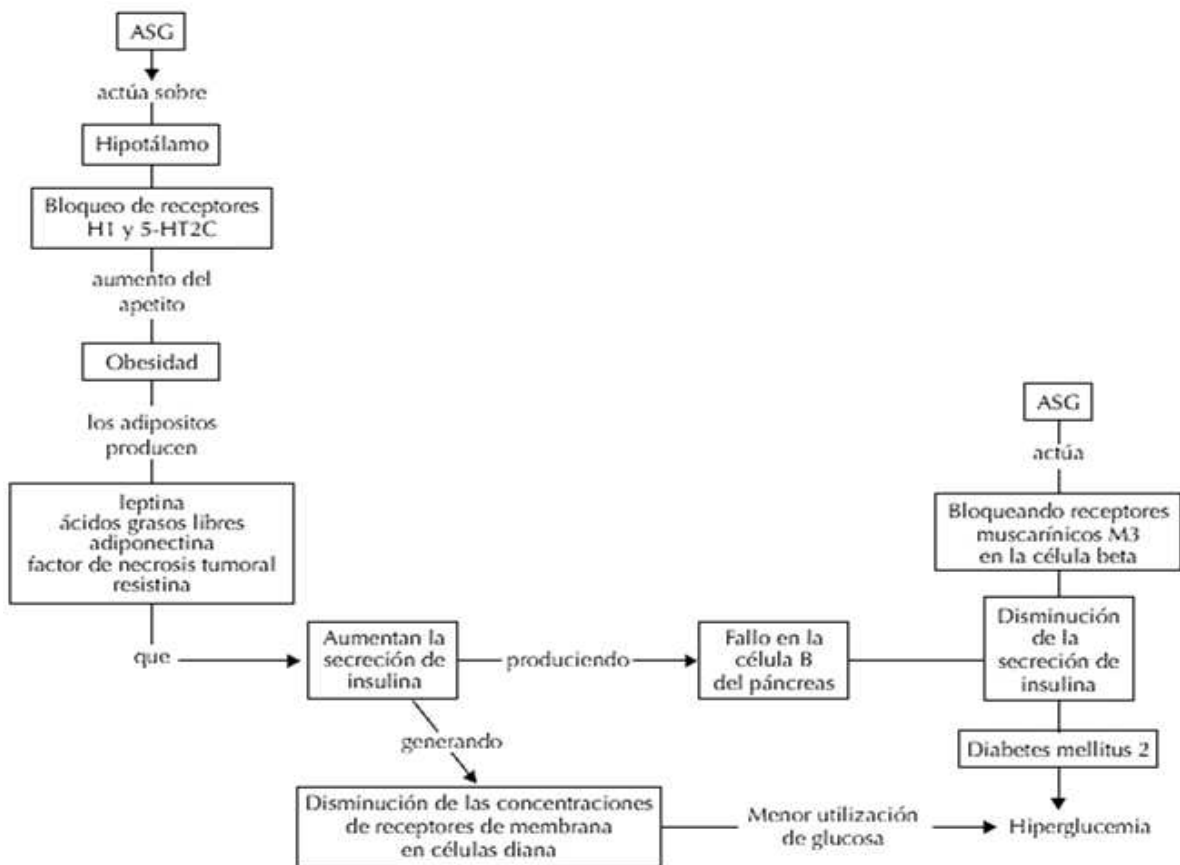 ASG
actúa sobre
Hipotálamo
Bloqueo de receptores
H1 y 5-HT2C
aumento del
apetito
Obesidad
los adipositos
producen
leptina
ácidos grasos libres
adiponectina
factor de necrosis tumoral
resistina
que
Aumentan la
secreción de
insulina
produciendo
Fallo en la
célula B
del páncreas
generando
Disminución de las concentraciones
de receptores de membrana
en células diana
Menor utilización
de glucosa
ASG
actúa
Bloqueando receptores
muscarínicos M3
en la célula beta
Disminución
de la
secreción de
insulina
Diabetes mellitus 2
Hiperglucemia